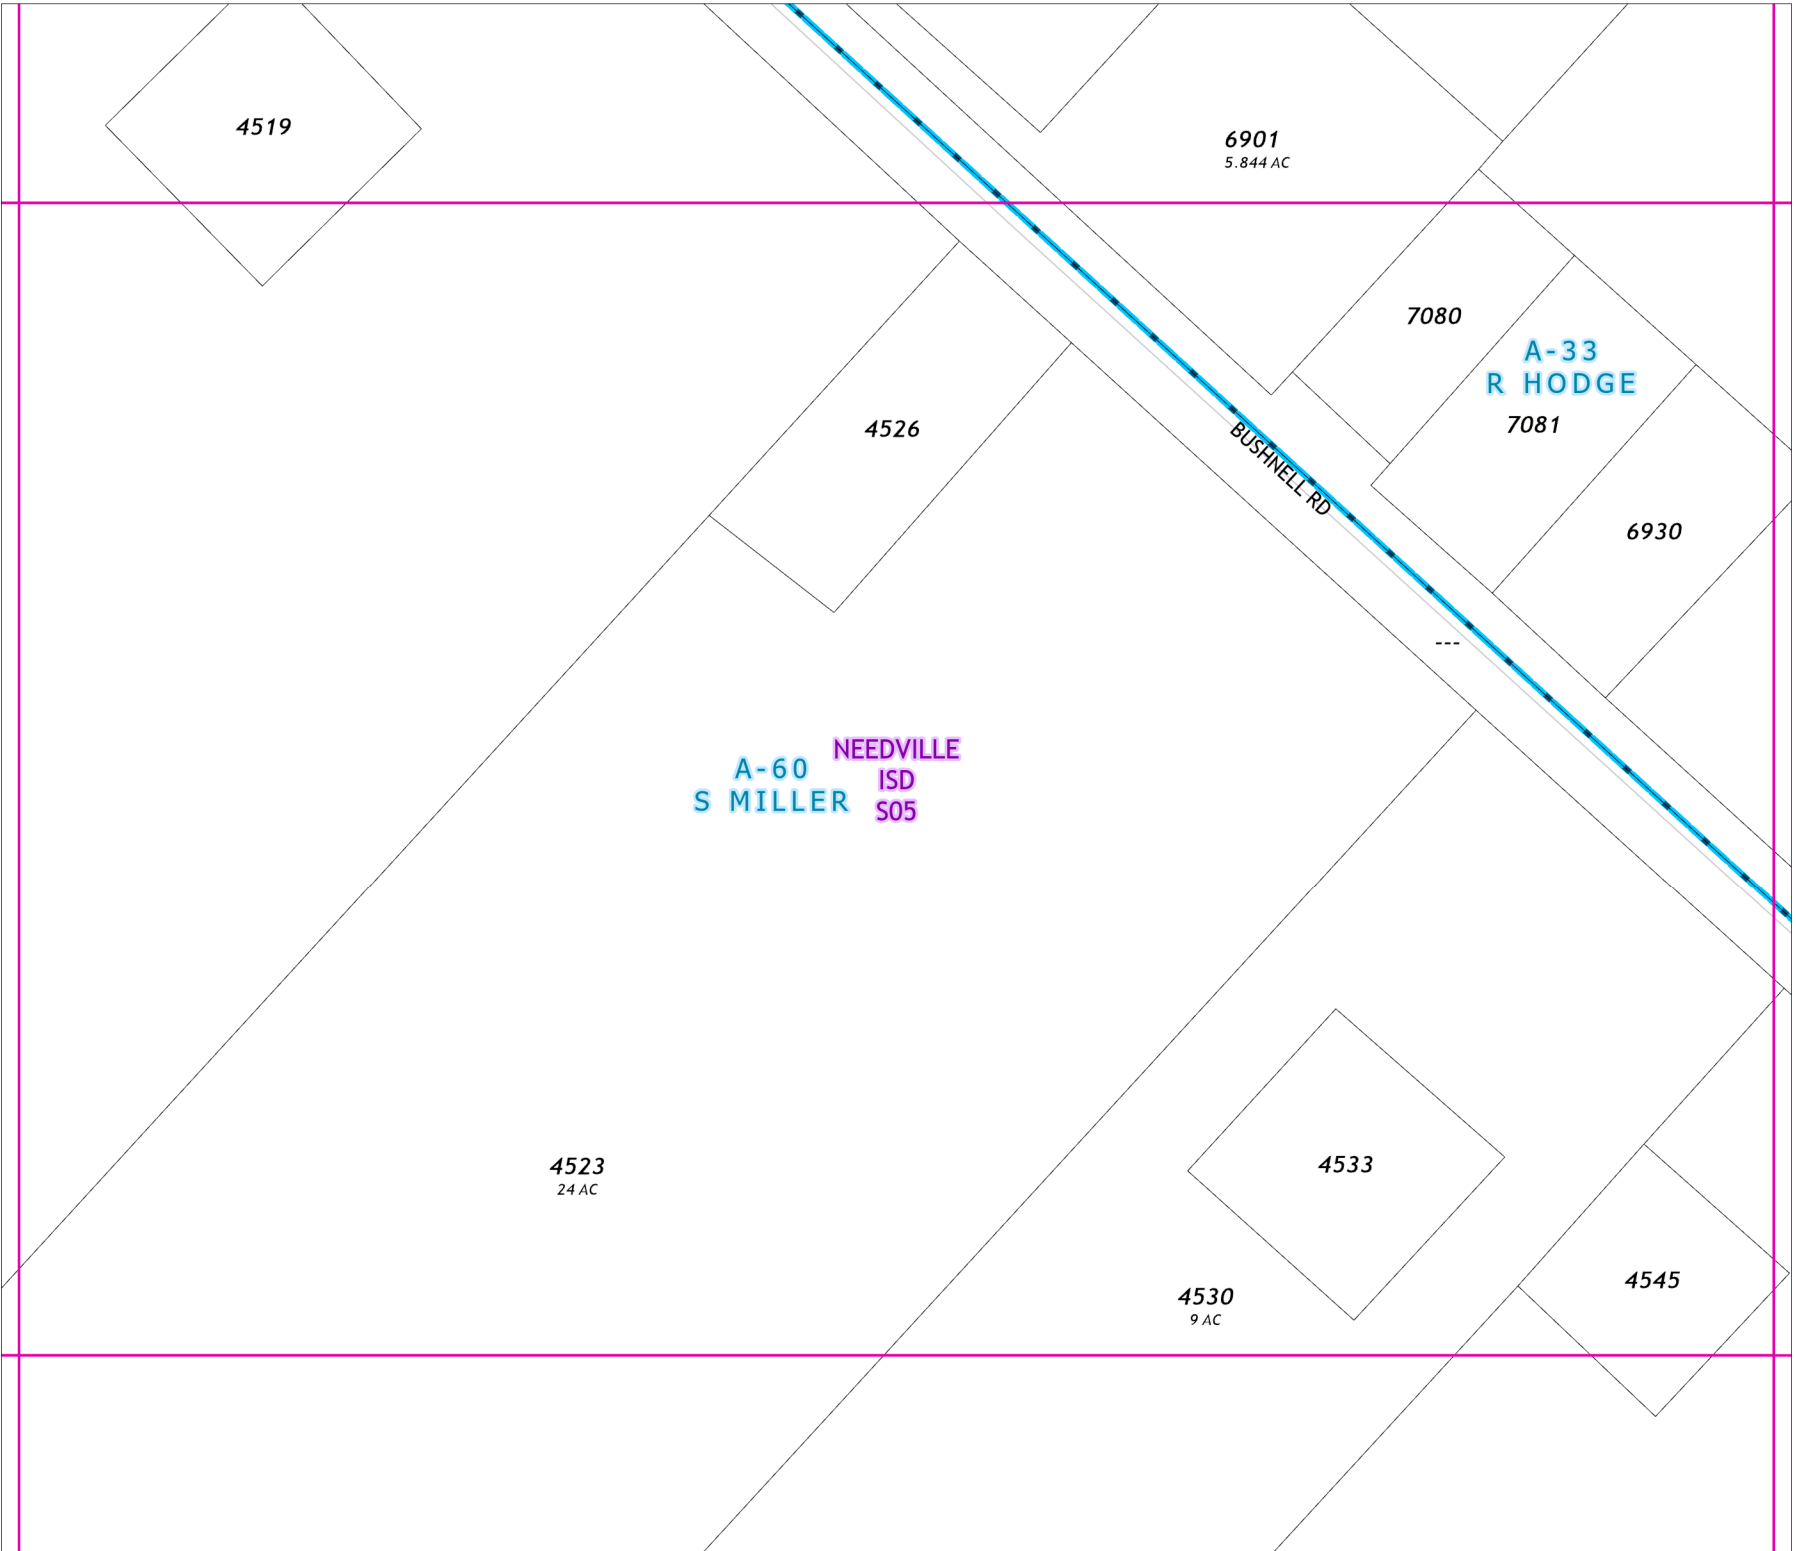 4519
6901
5.844 AC
7080
A-33
R HODGE
7081
4526
BUSHNELL RD
6930
---
NEEDVILLE
ISD
S05
A-60
S MILLER
4523
24 AC
4533
4530
9 AC
4545